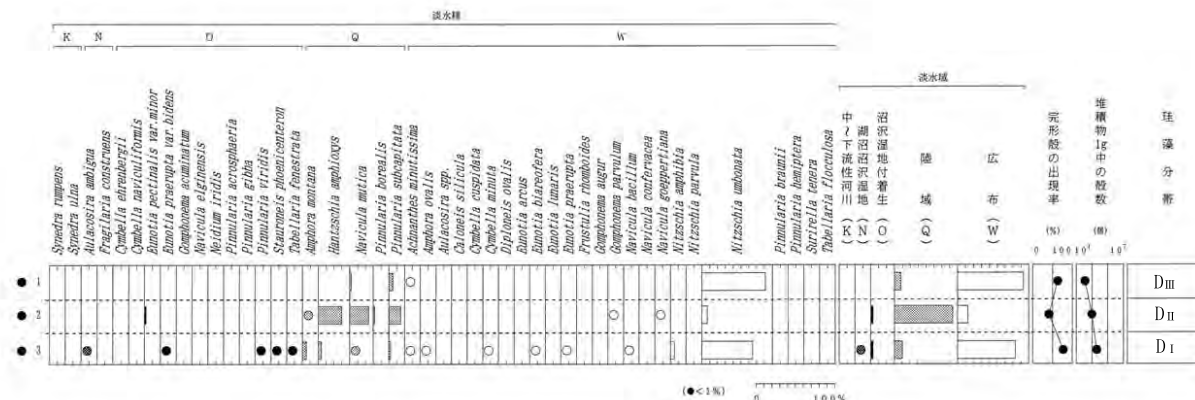 淡水種
K N O Q W
Synedra rumpens
Synedra ulna
Aulacosira ambigua
Fragilaria construens
Cymbella ehrenbergii
Cymbella naviculiformis
Eunotia pectinalis var.minor
Eunotia praerupta var.bidens
Gomphonema acuminatum
Navicula elginensis
Neidium iridis
Pinnularia acrosphaeria
Pinnularia gibba
Pinnularia viridis
Stauroneis phoenicenteron
Tabellaria fenestrata
Amphora montana
Hantzschia amphioxys
Navicula mutica
Pinnularia borealis
Pinnularia subcapitata
Achnanthes minutissima
Amphora ovalis
Aulacosira spp.
Caloneis silicula
Cymbella cuspidata
Cymbella minuta
Diploneis ovalis
Eunotia arcus
Eunotia biareofera
Eunotia lunaris
Eunotia praerupta
Frustulia rhomboides
Gomphonema augur
Gomphonema parvulum
Navicula bacillum
Navicula confervacea
Navicula goeppertiana
Nitzschia amphibia
Nitzschia parvula
Nitzschia umbonata
Pinnularia braunii
Pinnularia hemiptera
Surirella tenera
Tabellaria flocculosa
淡水域
中～下流性河川(K)
湖沼沼沢湿地(N)
沼沢湿地付着生(O)
陸域(Q)
広布(W)
完形殻の出現率(%)
0 100
堆積物1g中の殻数(個)
珪藻分帯
1 DIII
2 DII
3 DI
(●<1%)
0 100%